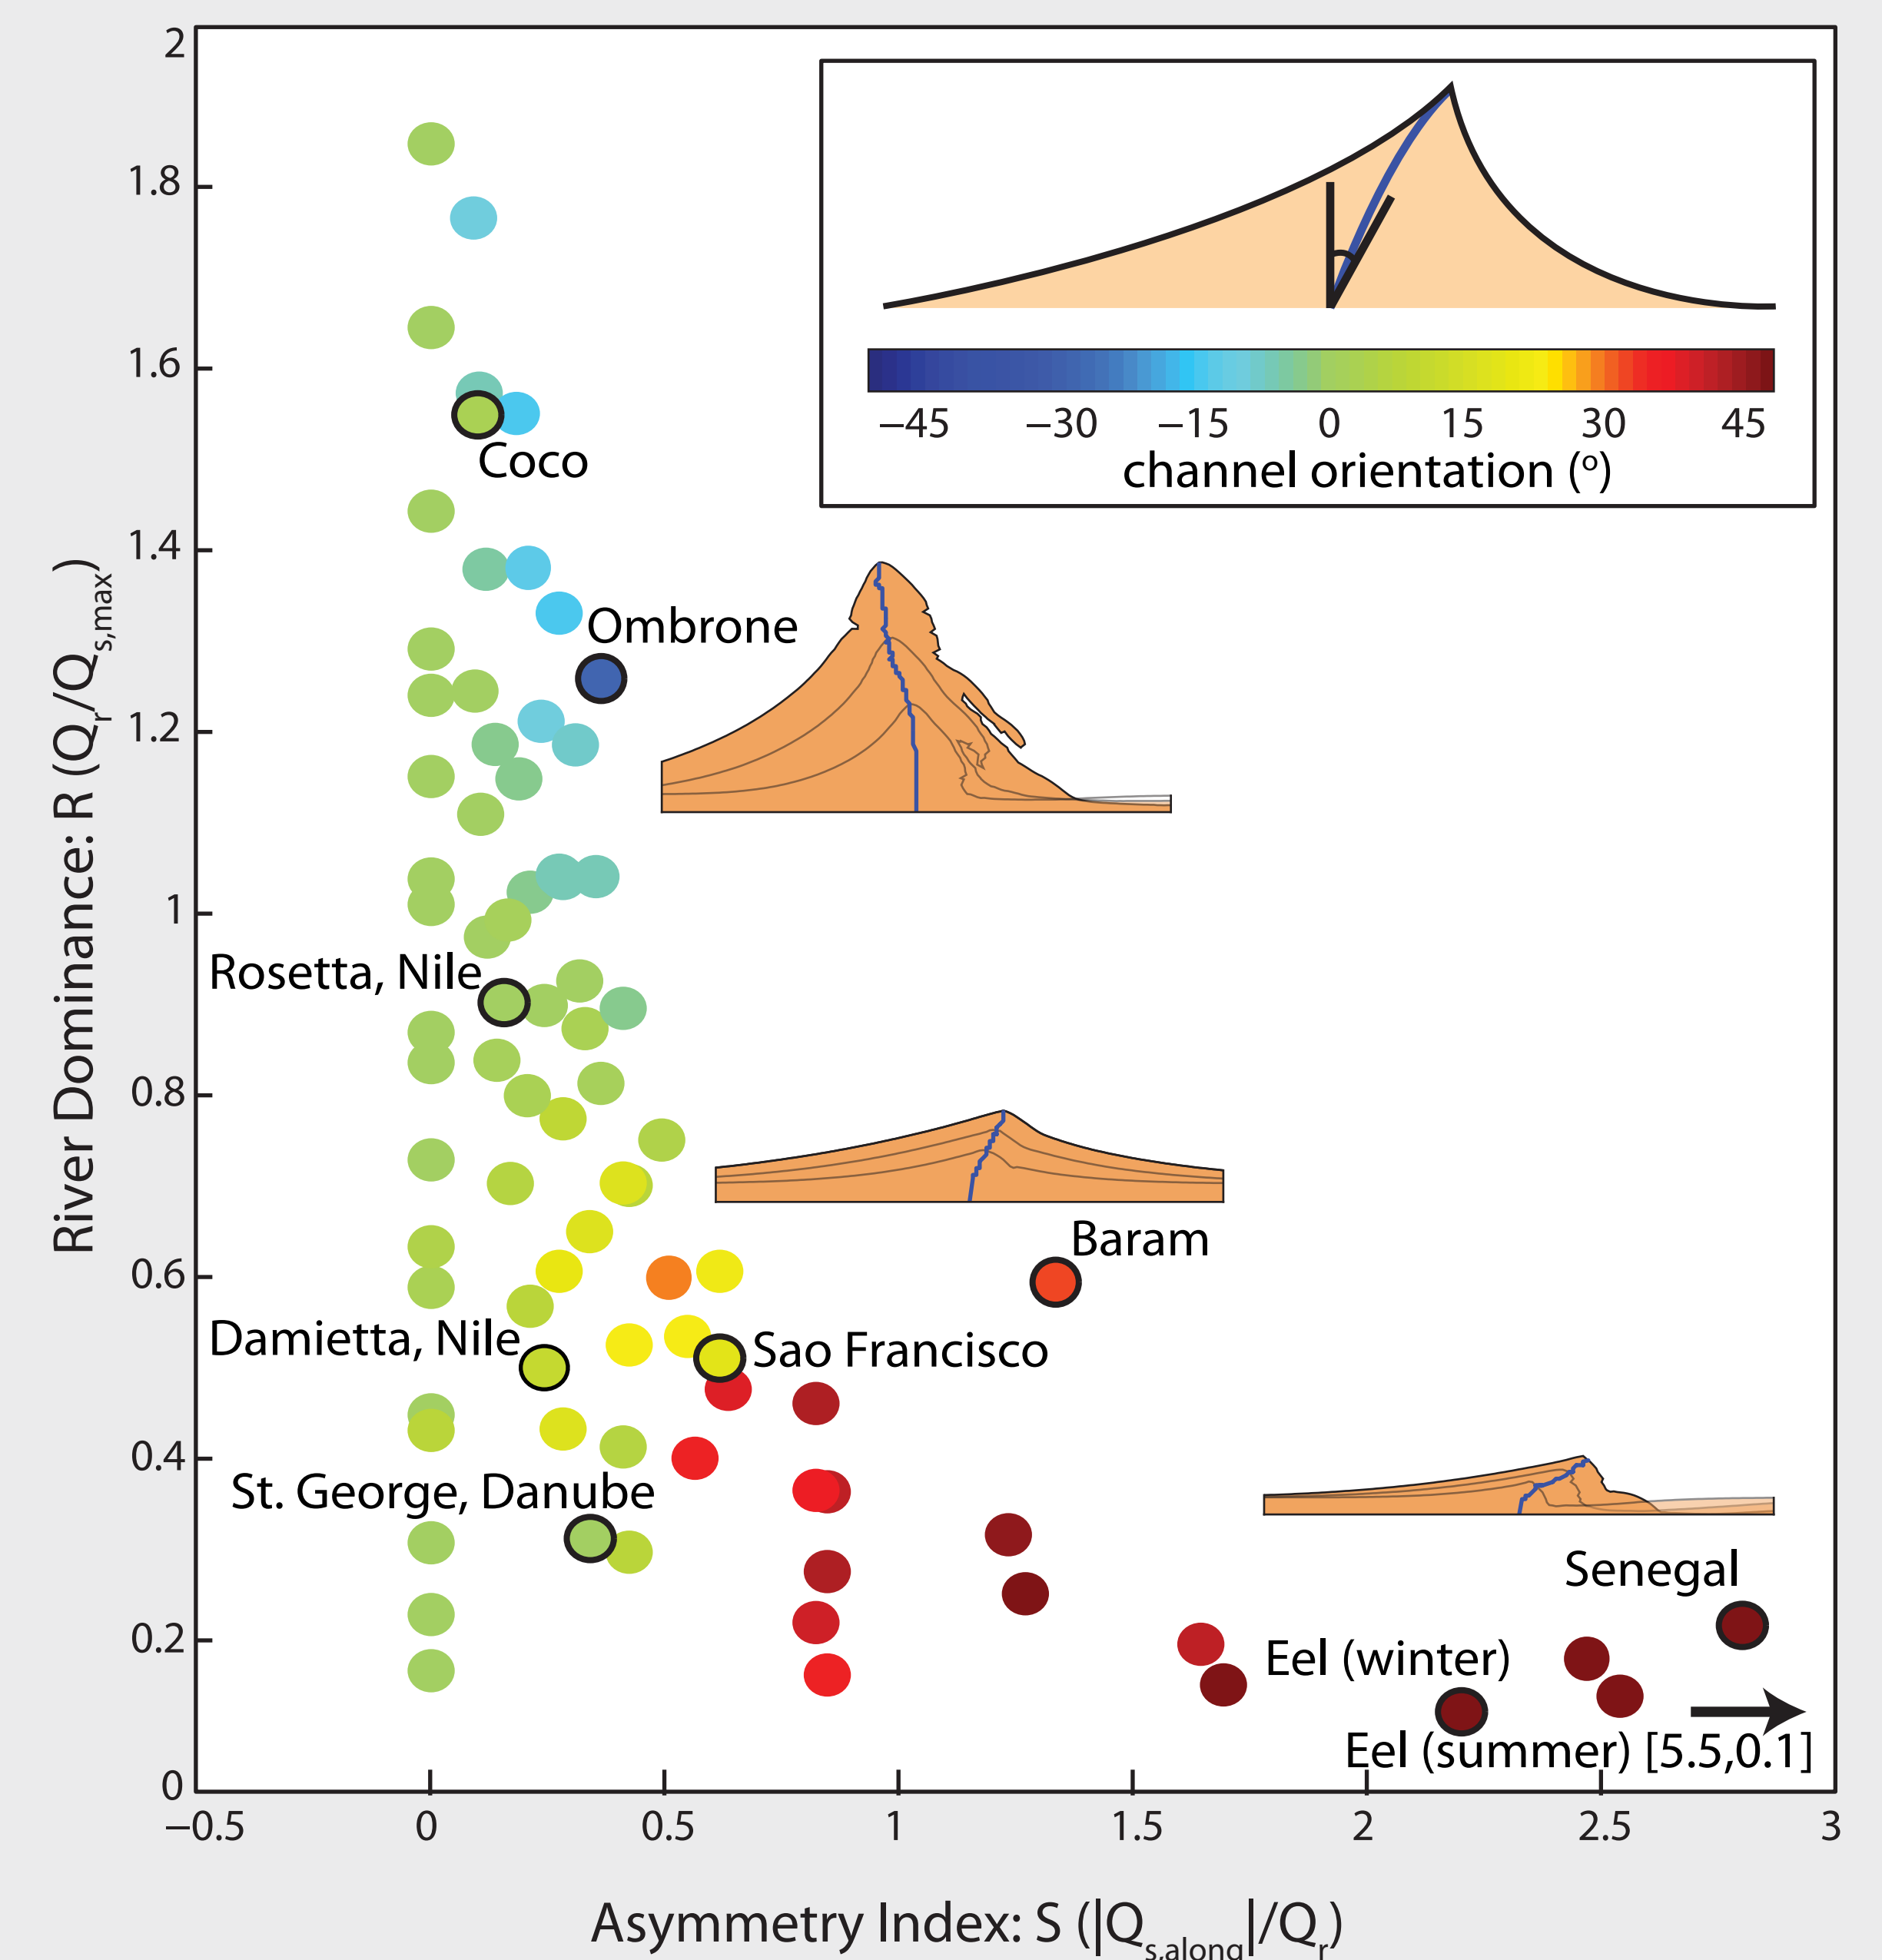 2
1.8
1.6
1.4
1.2
1
0.8
0.6
0.4
0.2
0
River Dominance: R (Qr/Qs,max)
−45 −30 −15 0 15 30 45
channel orientation (o)
Coco
Ombrone
Rosetta, Nile
Baram
Damietta, Nile
Sao Francisco
St. George, Danube
Senegal
Eel (winter)
Eel (summer) [5.5,0.1]
−0.5 0 0.5 1 1.5 2 2.5 3
Asymmetry Index: S (|Qs,along|/Qr)